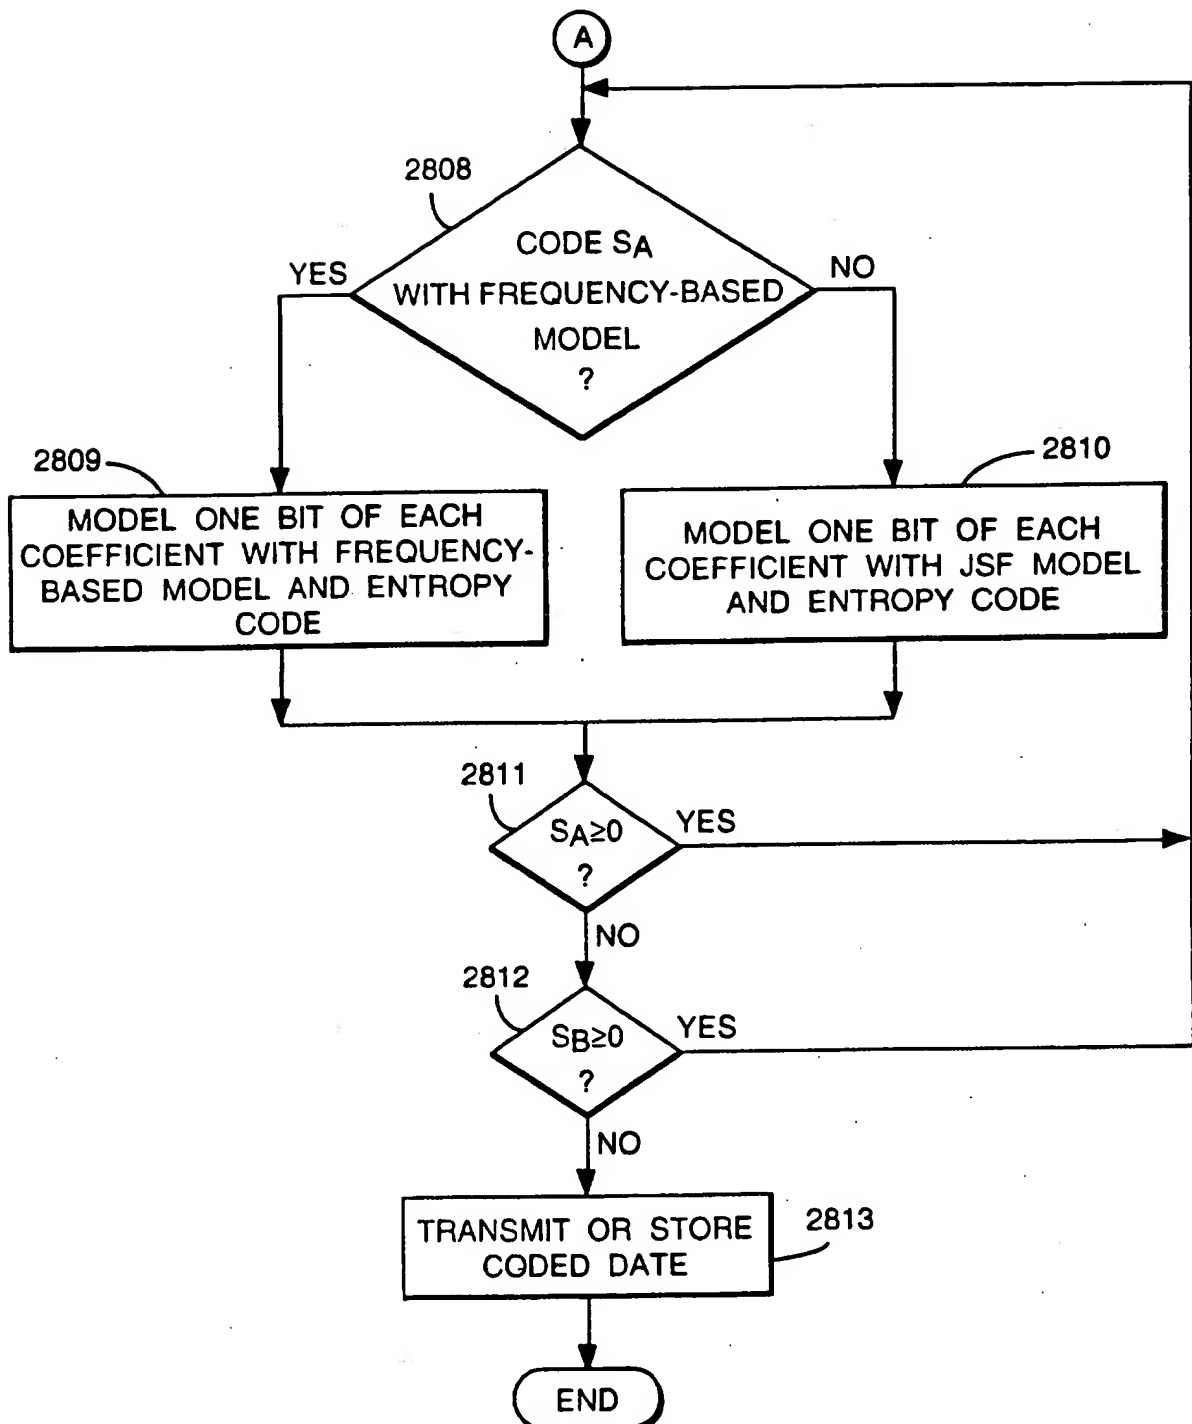 A
2808
CODE SA
WITH FREQUENCY-BASED
MODEL
?
YES
NO
2809
MODEL ONE BIT OF EACH
COEFFICIENT WITH FREQUENCY-
BASED MODEL AND ENTROPY
CODE
2810
MODEL ONE BIT OF EACH
COEFFICIENT WITH JSF MODEL
AND ENTROPY CODE
2811
SA≥0
?
YES
NO
2812
SB≥0
?
YES
NO
TRANSMIT OR STORE
CODED DATE
2813
END